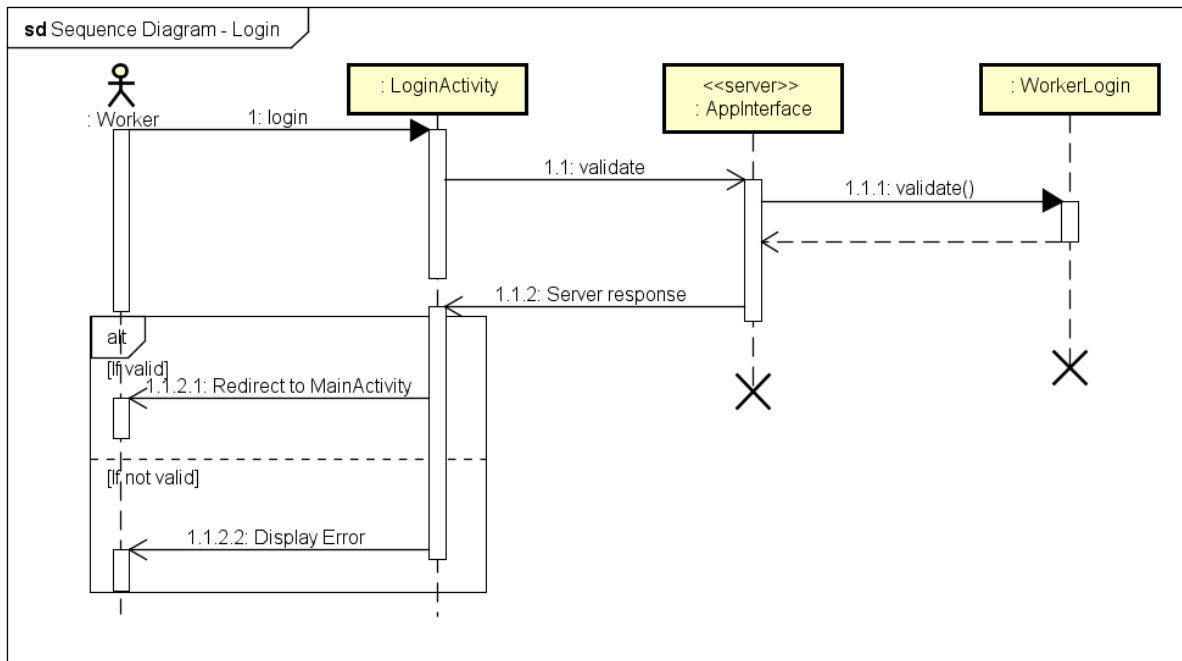 sd Sequence Diagram - Login
: Worker
: LoginActivity
<<server>>
: AppInterface
: WorkerLogin
1: login
1.1: validate
1.1.1: validate()
1.1.2: Server response
alt
[If valid]
1.1.2.1: Redirect to MainActivity
[If not valid]
1.1.2.2: Display Error